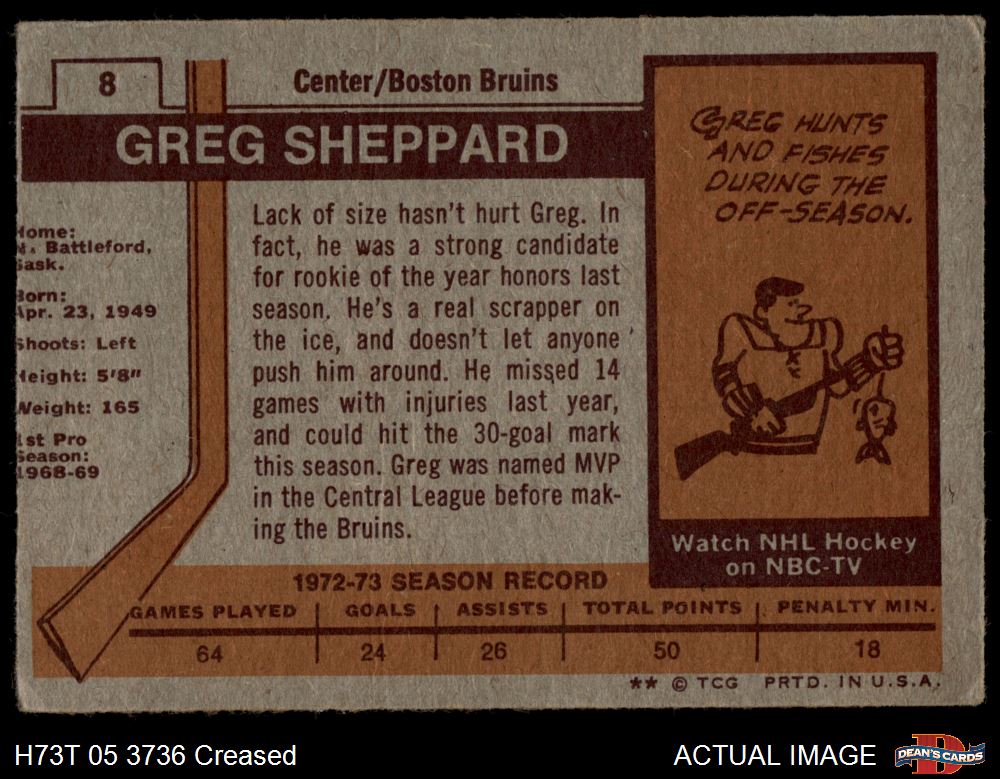 8
Center/Boston Bruins
GREG SHEPPARD
Home:
N. Battleford,
Sask.
Born:
Apr. 23, 1949
Shoots: Left
Height: 5'8"
Weight: 165
1st Pro
Season:
1968-69
Lack of size hasn't hurt Greg. In
fact, he was a strong candidate
for rookie of the year honors last
season. He's a real scrapper on
the ice, and doesn't let anyone
push him around. He missed 14
games with injuries last year,
and could hit the 30-goal mark
this season. Greg was named MVP
in the Central League before mak-
ing the Bruins.
GREG HUNTS
AND FISHES
DURING THE
OFF-SEASON.
Watch NHL Hockey
on NBC-TV
1972-73 SEASON RECORD
GAMES PLAYED GOALS ASSISTS TOTAL POINTS PENALTY MIN.
64 24 26 50 18
** © TCG PRTD. IN U.S.A.
H73T 05 3736 Creased
ACTUAL IMAGE
DEAN'S CARDS